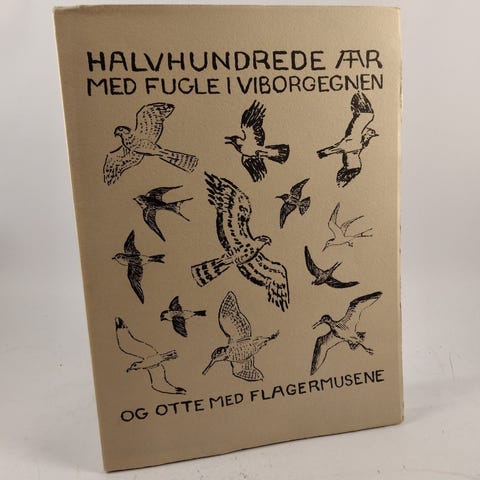 HALVHUNDREDE ÅR
MED FUGLE I VIBORGEGNEN
OG OTTE MED FLAGERMUSENE